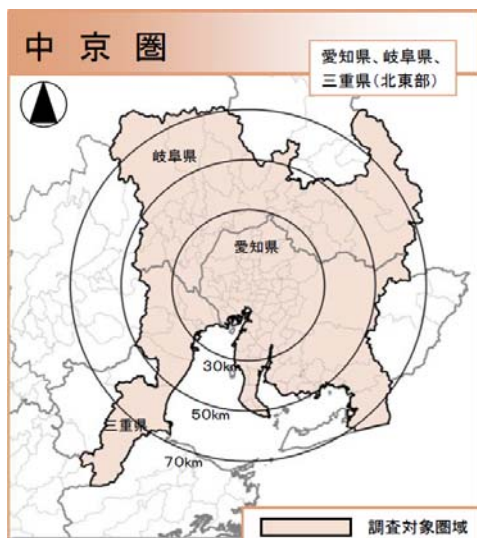 中京圏
愛知県、岐阜県、
三重県(北東部)
岐阜県
愛知県
30km
50km
三重県
70km
調査対象圏域